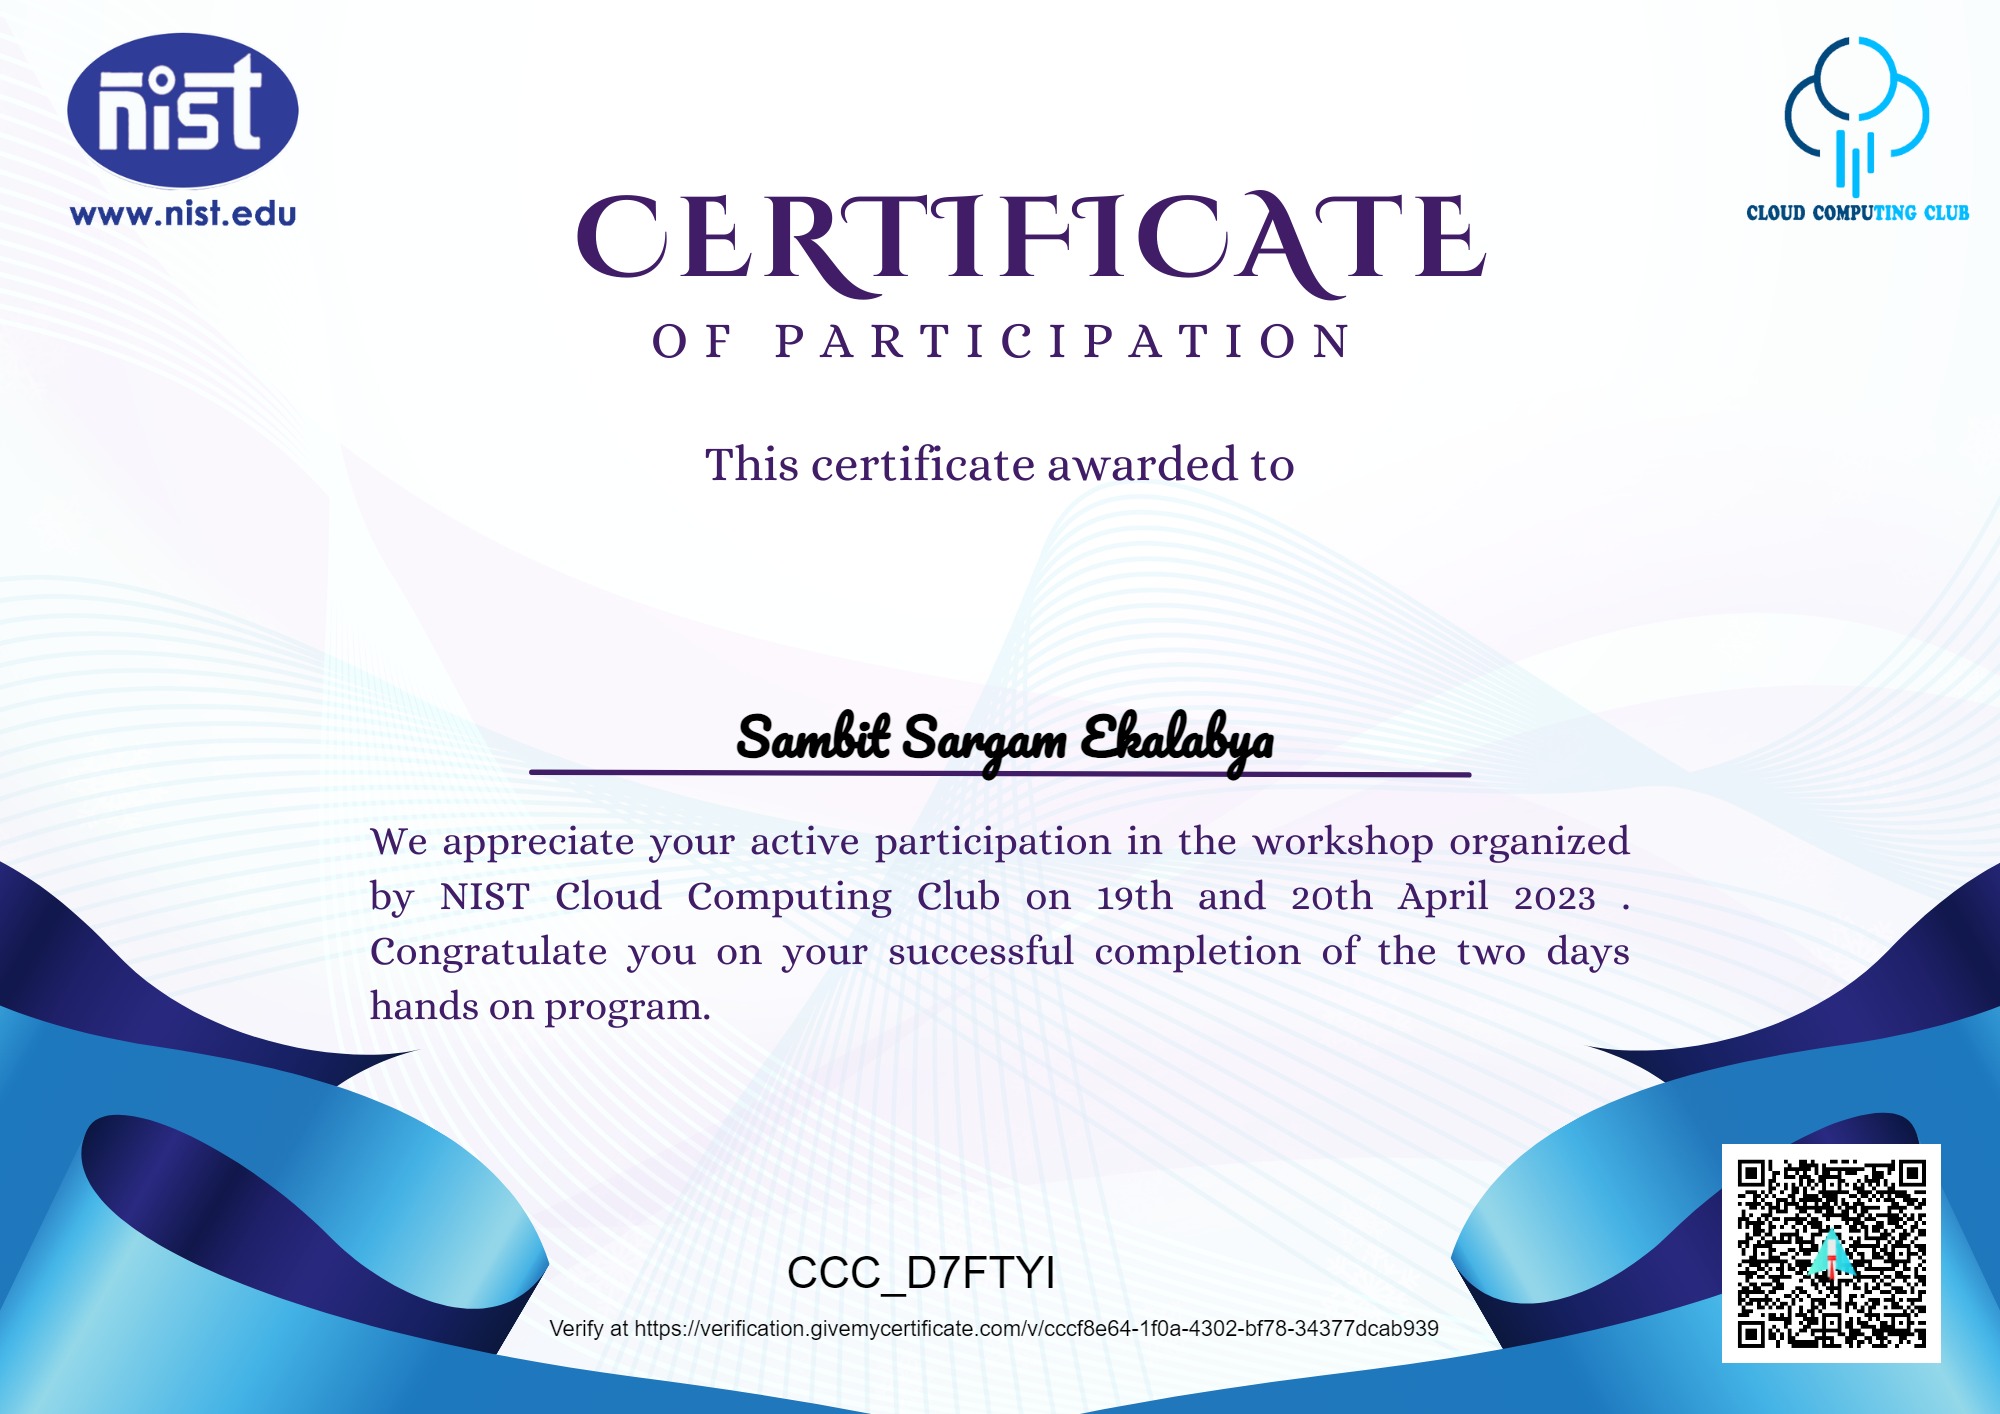 nist
www.nist.edu
CLOUD COMPUTING CLUB
CERTIFICATE
OF PARTICIPATION
This certificate awarded to
Sambit Sargam Ekalabya
We appreciate your active participation in the workshop organized
by NIST Cloud Computing Club on 19th and 20th April 2023 .
Congratulate you on your successful completion of the two days
hands on program.
CCC_D7FTYI
Verify at https://verification.givemycertificate.com/v/cccf8e64-1f0a-4302-bf78-34377dcab939